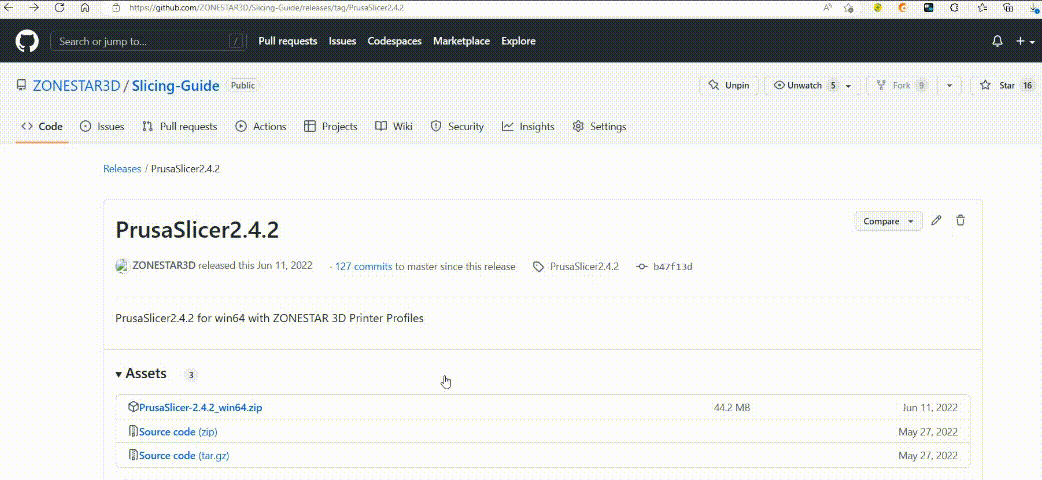 https://github.com/ZONESTAR3D/Slicing-Guide/releases/tag/PrusaSlicer2.4.2
Search or jump to... / Pull requests Issues Codespaces Marketplace Explore
ZONESTAR3D / Slicing-Guide Public Unpin Unwatch 5 Fork 9 Star 16
Code Issues Pull requests Actions Projects Wiki Security Insights Settings
Releases / PrusaSlicer2.4.2
PrusaSlicer2.4.2 Compare
ZONESTAR3D released this Jun 11, 2022 · 127 commits to master since this release PrusaSlicer2.4.2 b47f13d
PrusaSlicer2.4.2 for win64 with ZONESTAR 3D Printer Profiles
Assets 3
PrusaSlicer-2.4.2_win64.zip 44.2 MB Jun 11, 2022
Source code (zip) May 27, 2022
Source code (tar.gz) May 27, 2022